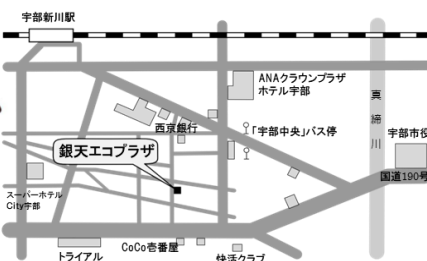 宇部新川駅
ANAクラウンプラザ
ホテル宇部
真締川
西京銀行
「宇部中央」バス停
宇部市役
銀天エコプラザ
国道190号
スーパーホテル
City宇部
CoCo壱番屋
トライアル
快活クラブ